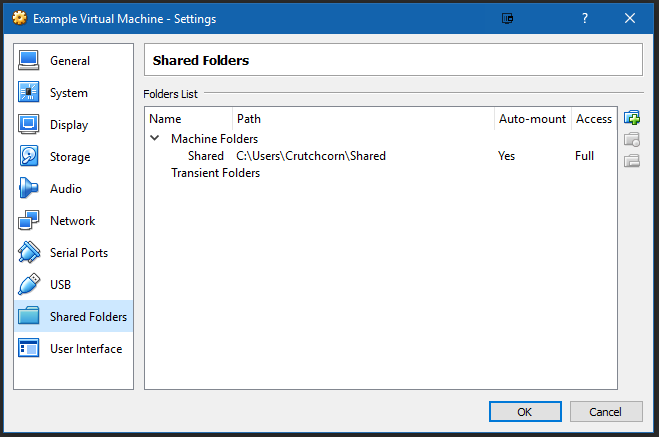 Example Virtual Machine - Settings
?
General
System
Display
Storage
Audio
Network
Serial Ports
USB
Shared Folders
User Interface
Shared Folders
Folders List
Name Path Auto-mount Access
Machine Folders
Shared C:\Users\Crutchcorn\Shared Yes Full
Transient Folders
OK Cancel